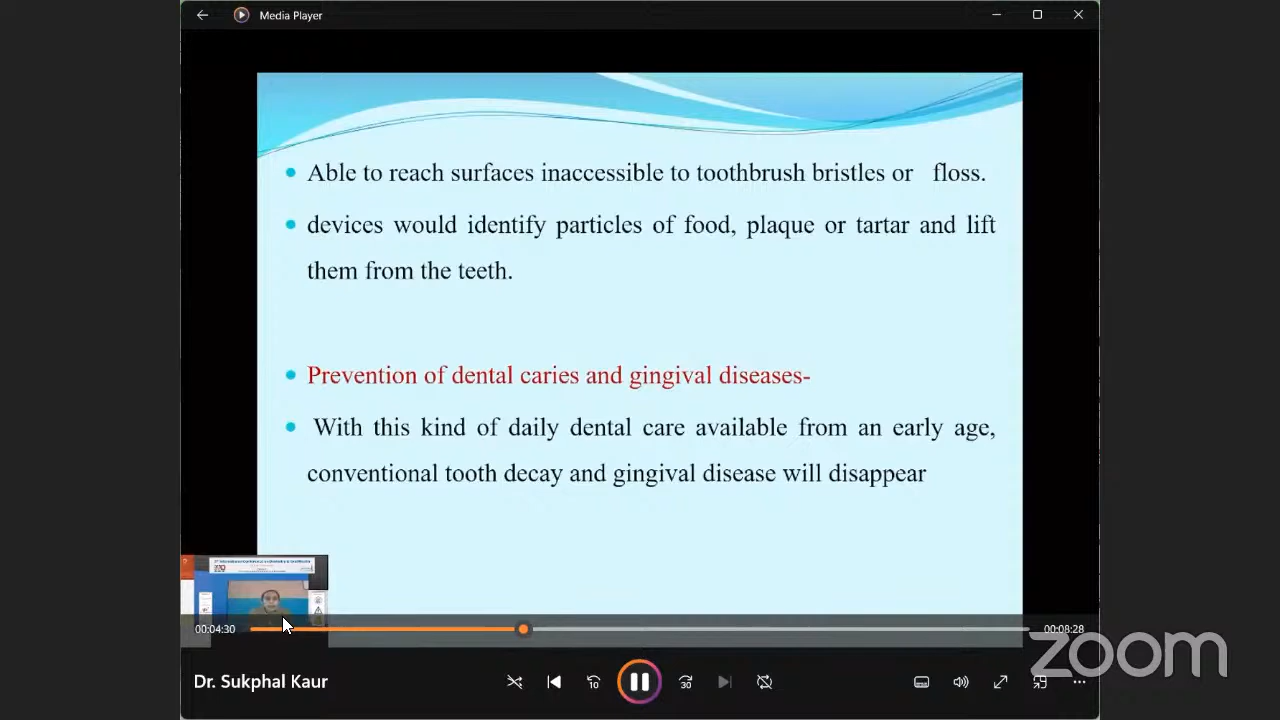 Media Player
Able to reach surfaces inaccessible to toothbrush bristles or floss.
devices would identify particles of food, plaque or tartar and lift
them from the teeth.
Prevention of dental caries and gingival diseases-
With this kind of daily dental care available from an early age,
conventional tooth decay and gingival disease will disappear
00:04:30
00:08:28
zoom
Dr. Sukphal Kaur
10
30